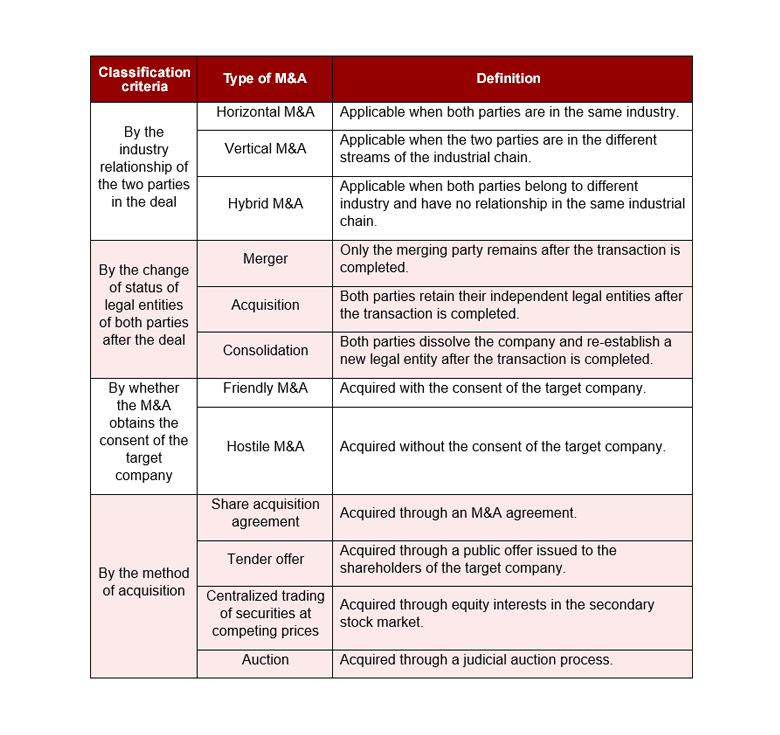 Classification
criteria
Type of M&A
Definition
By the
industry
relationship of
the two parties
in the deal
Horizontal M&A
Applicable when both parties are in the same industry.
Vertical M&A
Applicable when the two parties are in the different
streams of the industrial chain.
Hybrid M&A
Applicable when both parties belong to different
industry and have no relationship in the same industrial
chain.
By the change
of status of
legal entities
of both parties
after the deal
Merger
Only the merging party remains after the transaction is
completed.
Acquisition
Both parties retain their independent legal entities after
the transaction is completed.
Consolidation
Both parties dissolve the company and re-establish a
new legal entity after the transaction is completed.
By whether
the M&A
obtains the
consent of the
target
company
Friendly M&A
Acquired with the consent of the target company.
Hostile M&A
Acquired without the consent of the target company.
By the method
of acquisition
Share acquisition
agreement
Acquired through an M&A agreement.
Tender offer
Acquired through a public offer issued to the
shareholders of the target company.
Centralized trading
of securities at
competing prices
Acquired through equity interests in the secondary
stock market.
Auction
Acquired through a judicial auction process.